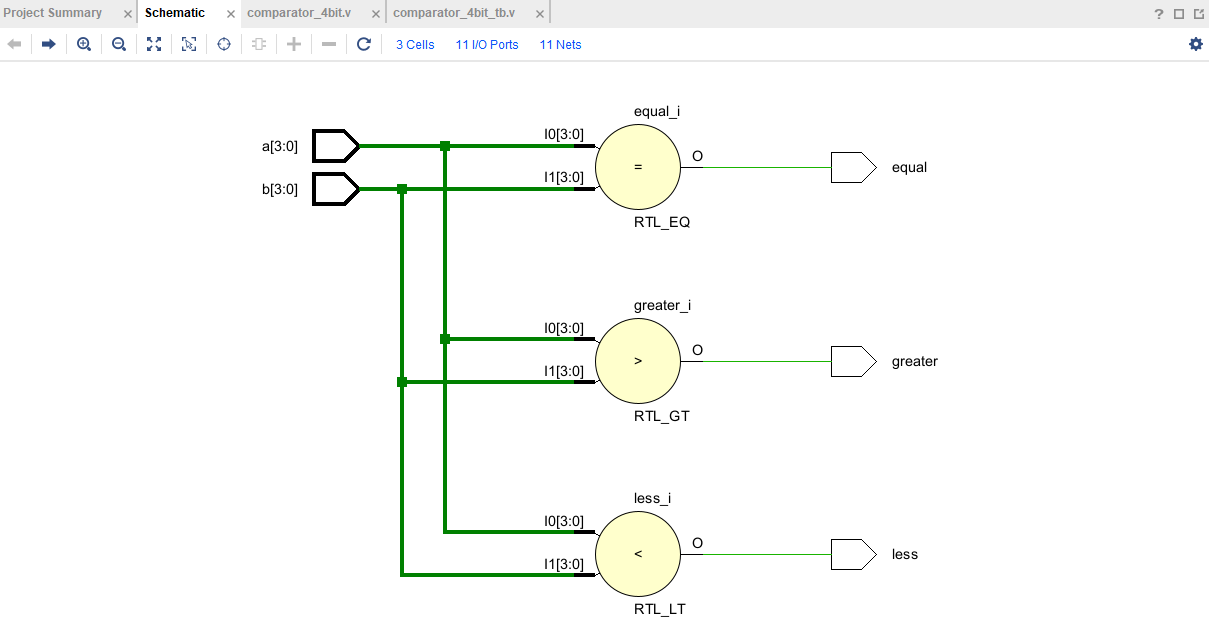 Project Summary × Schematic × comparator_4bit.v × comparator_4bit_tb.v × ?
3 Cells 11 I/O Ports 11 Nets
equal_i
a[3:0] I0[3:0] = O equal
b[3:0] I1[3:0]
RTL_EQ
greater_i
I0[3:0] > O greater
I1[3:0]
RTL_GT
less_i
I0[3:0] < O less
I1[3:0]
RTL_LT